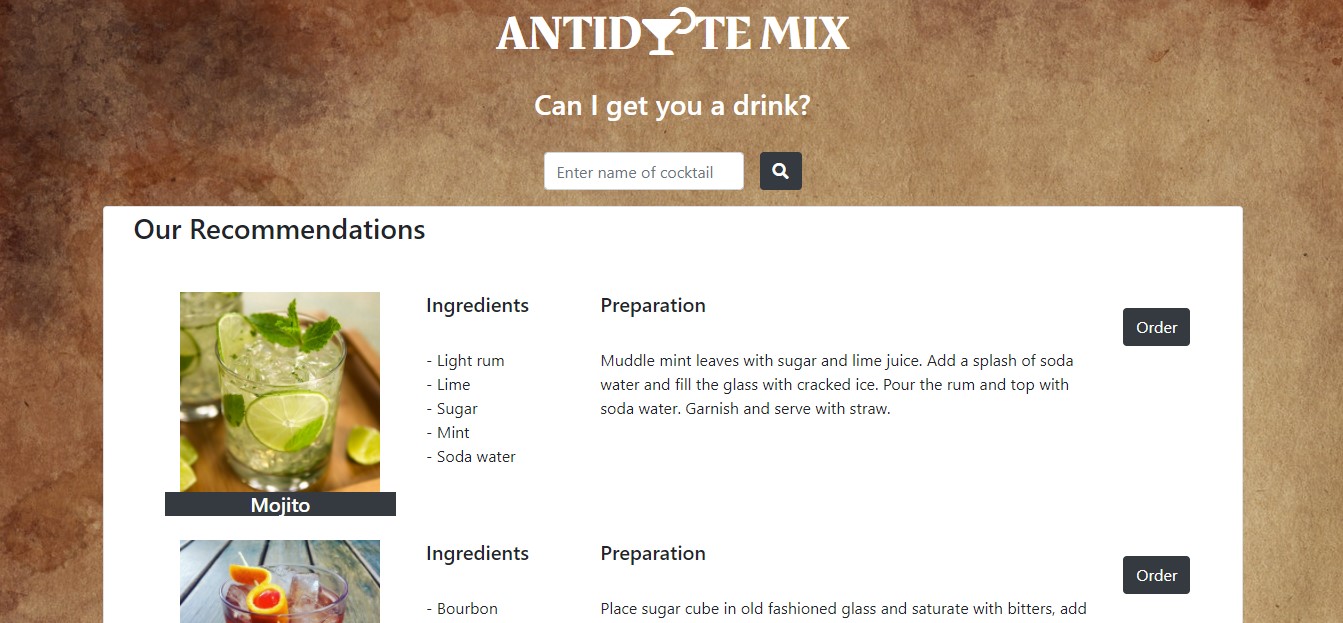 ANTIDOTE MIX
Can I get you a drink?
Enter name of cocktail
Our Recommendations
Ingredients
- Light rum
- Lime
- Sugar
- Mint
- Soda water
Preparation
Muddle mint leaves with sugar and lime juice. Add a splash of soda
water and fill the glass with cracked ice. Pour the rum and top with
soda water. Garnish and serve with straw.
Order
Mojito
Ingredients
- Bourbon
Preparation
Place sugar cube in old fashioned glass and saturate with bitters, add
Order